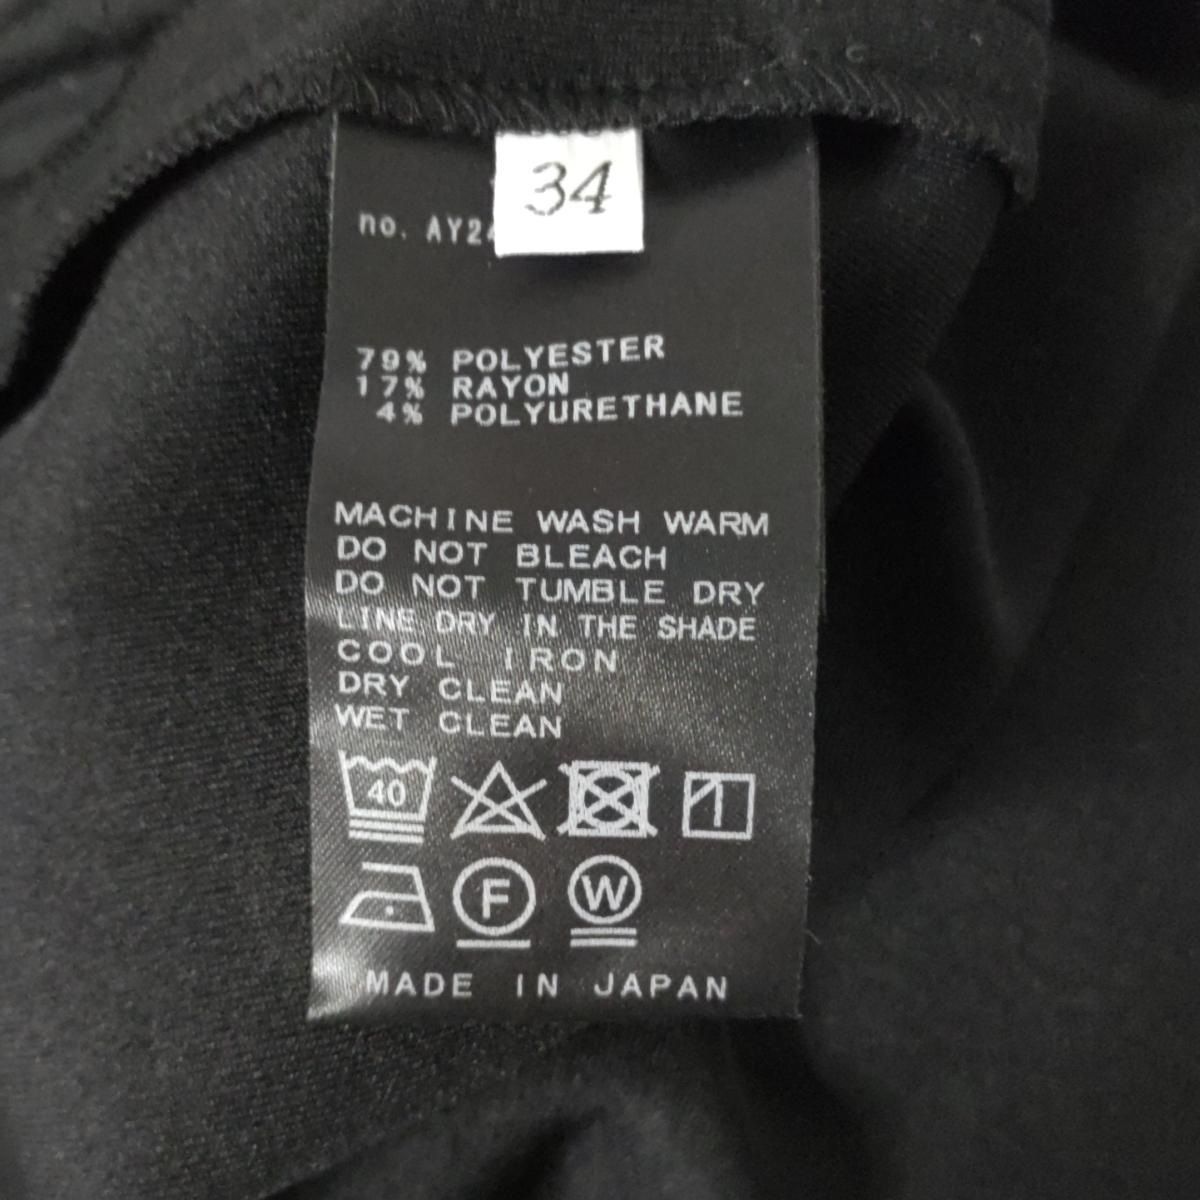 34
no.
79% POLYESTER
17% RAYON
4% POLYURETHANE
MACHINE WASH WARM
DO NOT BLEACH
DO NOT TUMBLE DRY
LINE DRY IN THE SHADE
COOL IRON
DRY CLEAN
WET CLEAN
40
F W
MADE IN JAPAN